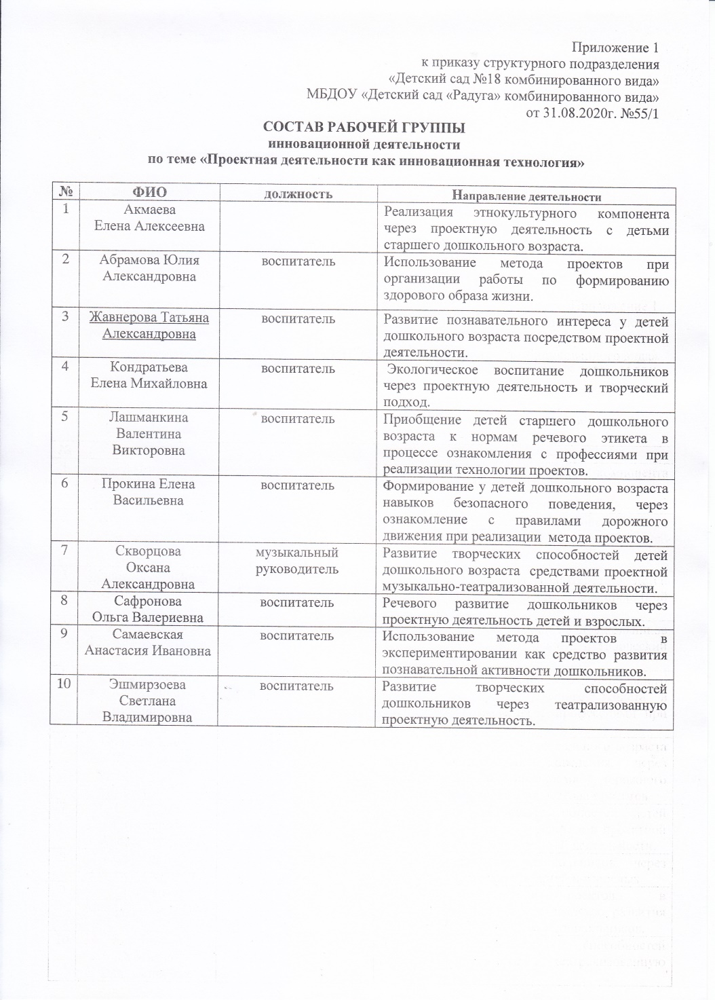 Приложение 1
к приказу структурного подразделения
«Детский сад №18 комбинированного вида»
МБДОУ «Детский сад «Радуга» комбинированного вида»
от 31.08.2020г. №55/1
СОСТАВ РАБОЧЕЙ ГРУППЫ
инновационной деятельности
по теме «Проектная деятельности как инновационная технология»
№ ФИО должность Направление деятельности
1 Акмаева Реализация этнокультурного компонента
Елена Алексеевна через проектную деятельность с детьми
старшего дошкольного возраста.
2 Абрамова Юлия воспитатель Использование метода проектов при
Александровна организации работы по формированию
здорового образа жизни.
3 Жавнерова Татьяна воспитатель Развитие познавательного интереса у детей
Александровна дошкольного возраста посредством проектной
деятельности.
4 Кондратьева воспитатель Экологическое воспитание дошкольников
Елена Михайловна через проектную деятельность и творческий
подход.
5 Лашманкина воспитатель Приобщение детей старшего дошкольного
Валентина возраста к нормам речевого этикета в
Викторовна процессе ознакомления с профессиями при
реализации технологии проектов.
6 Прокина Елена воспитатель Формирование у детей дошкольного возраста
Васильевна навыков безопасного поведения, через
ознакомление с правилами дорожного
движения при реализации метода проектов.
7 Скворцова музыкальный Развитие творческих способностей детей
Оксана руководитель дошкольного возраста средствами проектной
Александровна музыкально-театрализованной деятельности.
8 Сафронова воспитатель Речевого развитие дошкольников через
Ольга Валериевна проектную деятельность детей и взрослых.
9 Самаевская воспитатель Использование метода проектов в
Анастасия Ивановна экспериментировании как средство развития
познавательной активности дошкольников.
10 Эшмирзоева воспитатель Развитие творческих способностей
Светлана дошкольников через театрализованную
Владимировна проектную деятельность.